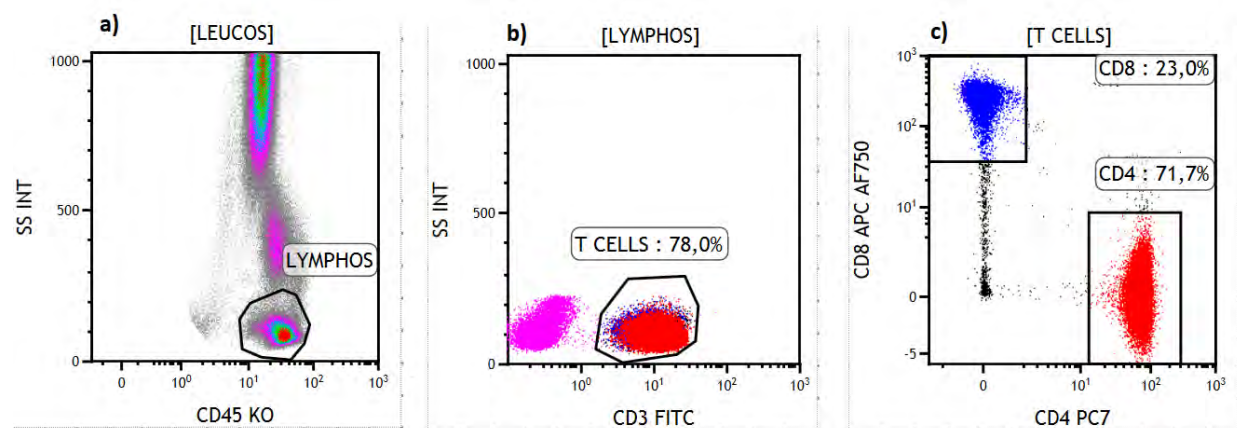 a)
[LEUCOS]
1000
500
0
SS INT
LYMPHOS
0
10⁰
10¹
10²
10³
CD45 KO
b)
[LYMPHOS]
1000
500
0
SS INT
T CELLS : 78,0%
10⁰
10¹
10²
10³
CD3 FITC
c)
[T CELLS]
10³
10²
10¹
0
-5
CD8 APC AF750
CD8 : 23,0%
CD4 : 71,7%
0
10¹
10²
10³
CD4 PC7